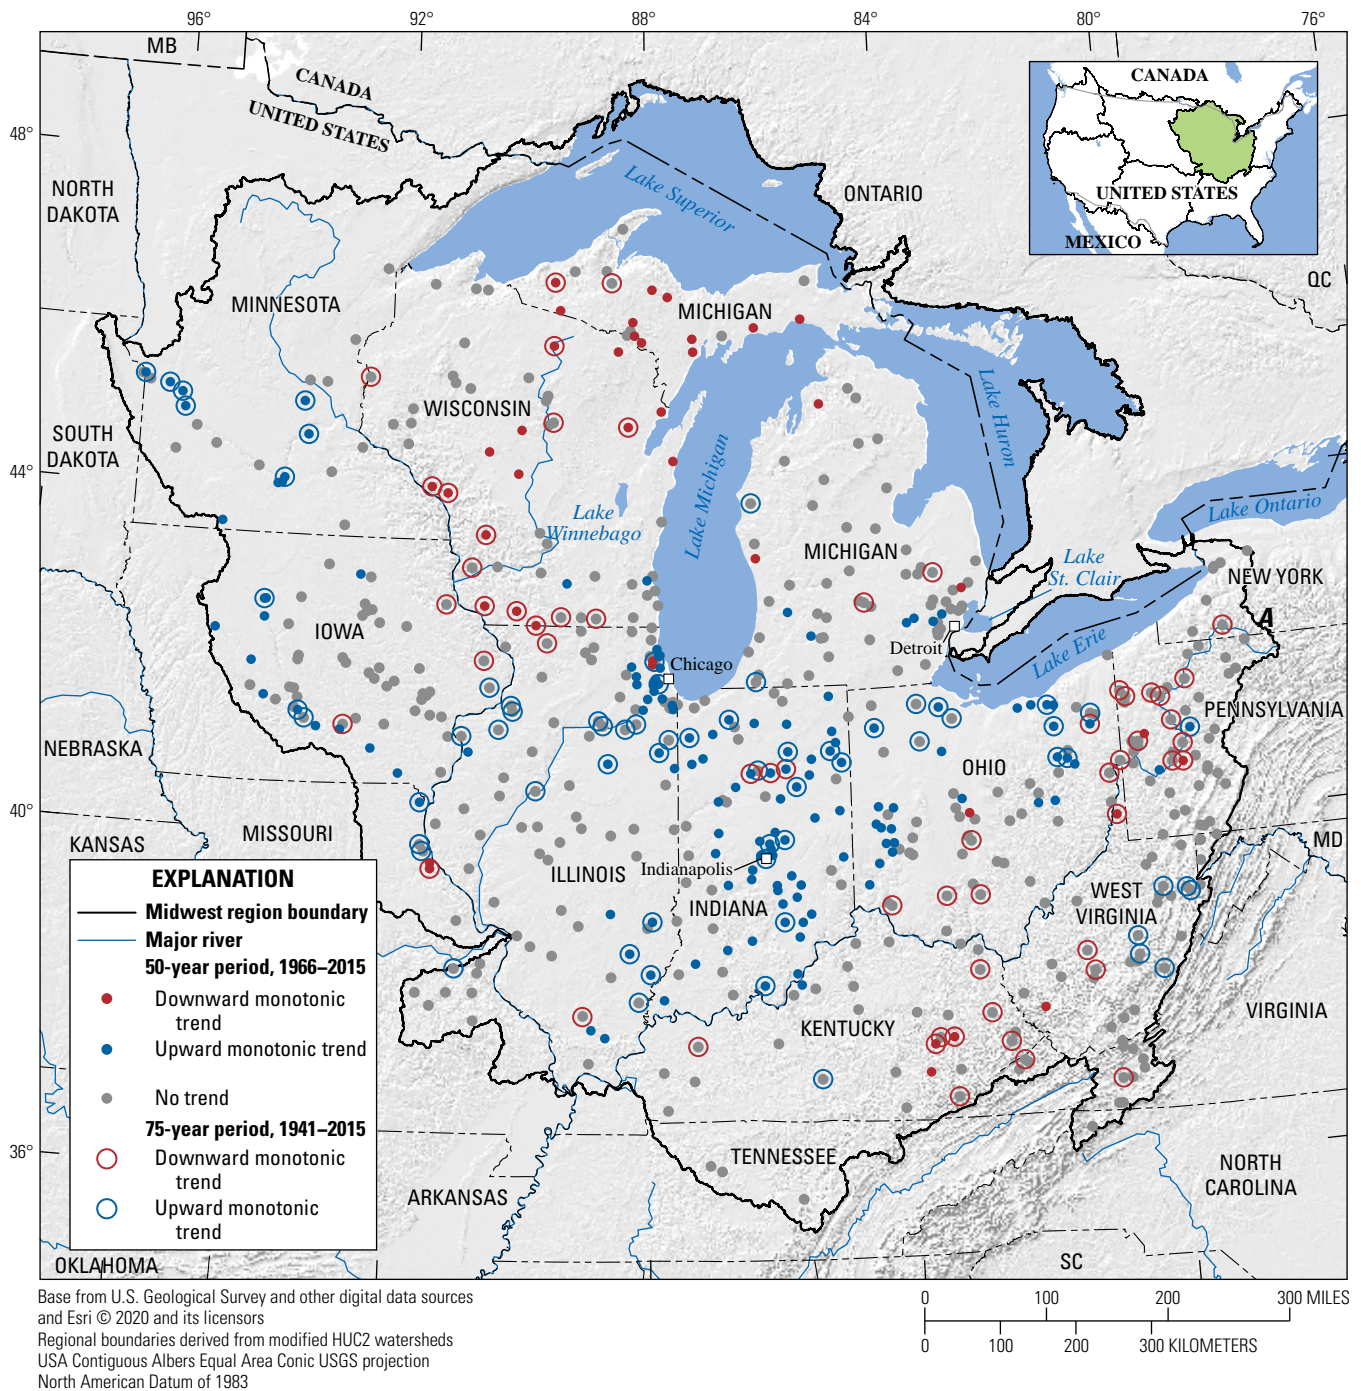 96°
92°
88°
84°
80°
76°
MB
CANADA
UNITED STATES
48°
NORTH
DAKOTA
Lake Superior
ONTARIO
CANADA
UNITED STATES
MEXICO
QC
MINNESOTA
MICHIGAN
WISCONSIN
Lake Huron
SOUTH
DAKOTA
44°
Lake Michigan
Lake
Winnebago
Lake Ontario
MICHIGAN
Lake
St. Clair
NEW YORK
A
IOWA
Detroit
Lake Erie
Chicago
PENNSYLVANIA
NEBRASKA
OHIO
40°
KANSAS
MISSOURI
MD
ILLINOIS
Indianapolis
INDIANA
WEST
VIRGINIA
VIRGINIA
KENTUCKY
36°
TENNESSEE
NORTH
CAROLINA
ARKANSAS
OKLAHOMA
SC
EXPLANATION
Midwest region boundary
Major river
50-year period, 1966–2015
Downward monotonic
trend
Upward monotonic trend
No trend
75-year period, 1941–2015
Downward monotonic
trend
Upward monotonic
trend
Base from U.S. Geological Survey and other digital data sources
and Esri © 2020 and its licensors
Regional boundaries derived from modified HUC2 watersheds
USA Contiguous Albers Equal Area Conic USGS projection
North American Datum of 1983
0 100 200 300 MILES
0 100 200 300 KILOMETERS